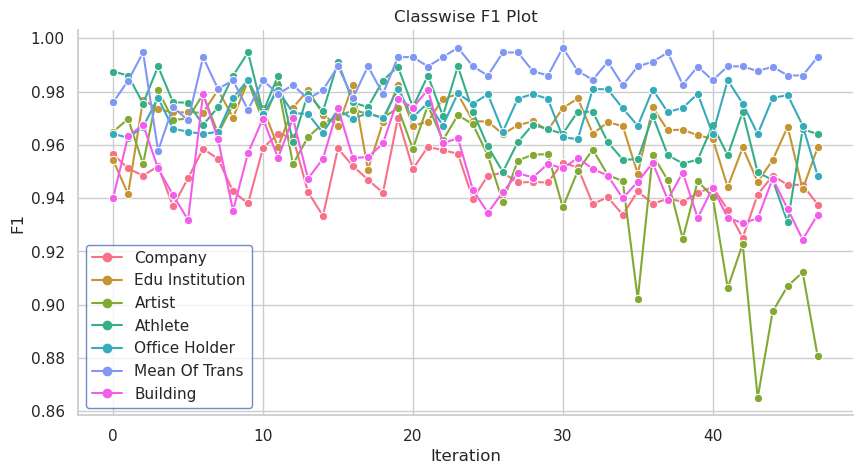 Classwise F1 Plot
1.00
0.98
0.96
0.94
0.92
0.90
0.88
0.86
F1
Company
Edu Institution
Artist
Athlete
Office Holder
Mean Of Trans
Building
0 10 20 30 40
Iteration